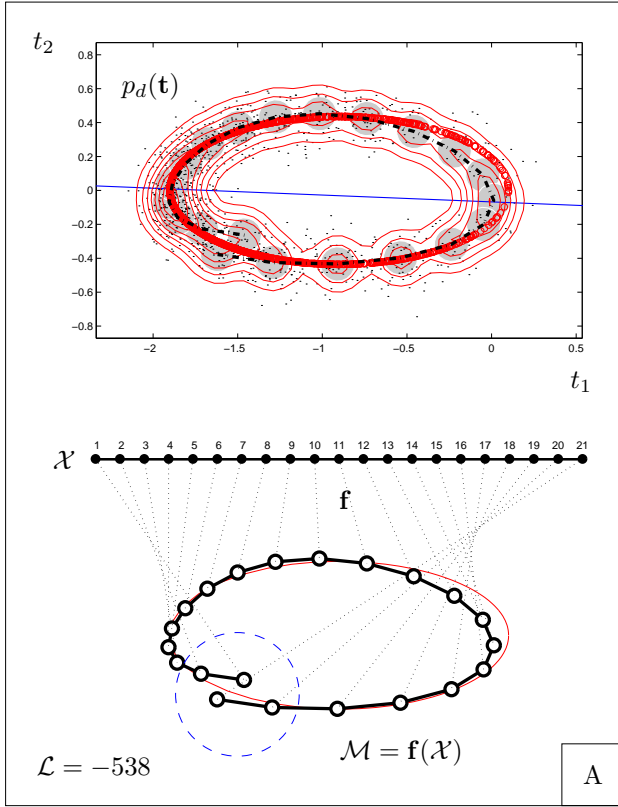 t₂
p_d(𝐭)
0.8
0.6
0.4
0.2
0
−0.2
−0.4
−0.6
−0.8
−2 −1.5 −1 −0.5 0 0.5
t₁
1 2 3 4 5 6 7 8 9 10 11 12 13 14 15 16 17 18 19 20 21
𝒳
𝐟
ℳ = 𝐟(𝒳)
ℒ = −538
A